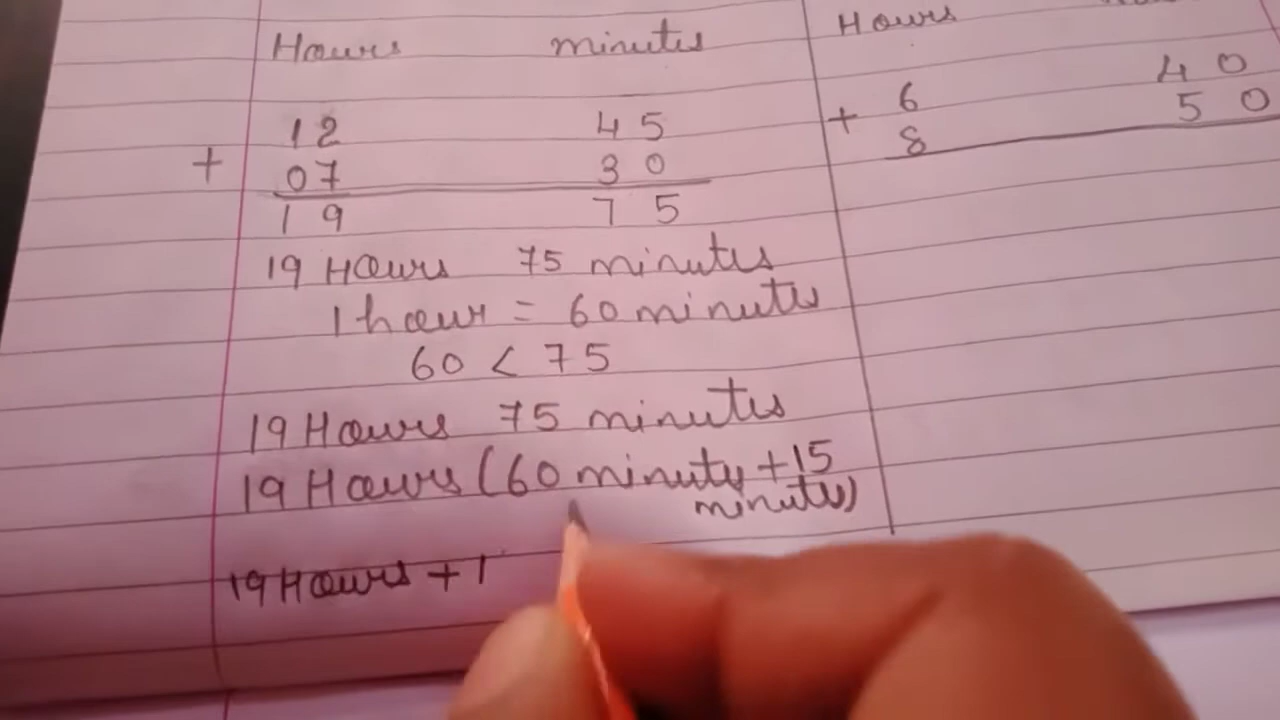 Hours minutes
12 45
+ 07 30
19 75
19 Hours 75 minutes
1 hour = 60 minutes
60 < 75
19 Hours 75 minutes
19 Hours (60 minuty + 15
minutes)
19 Hours + 1
Hours
6 40
+ 8 50